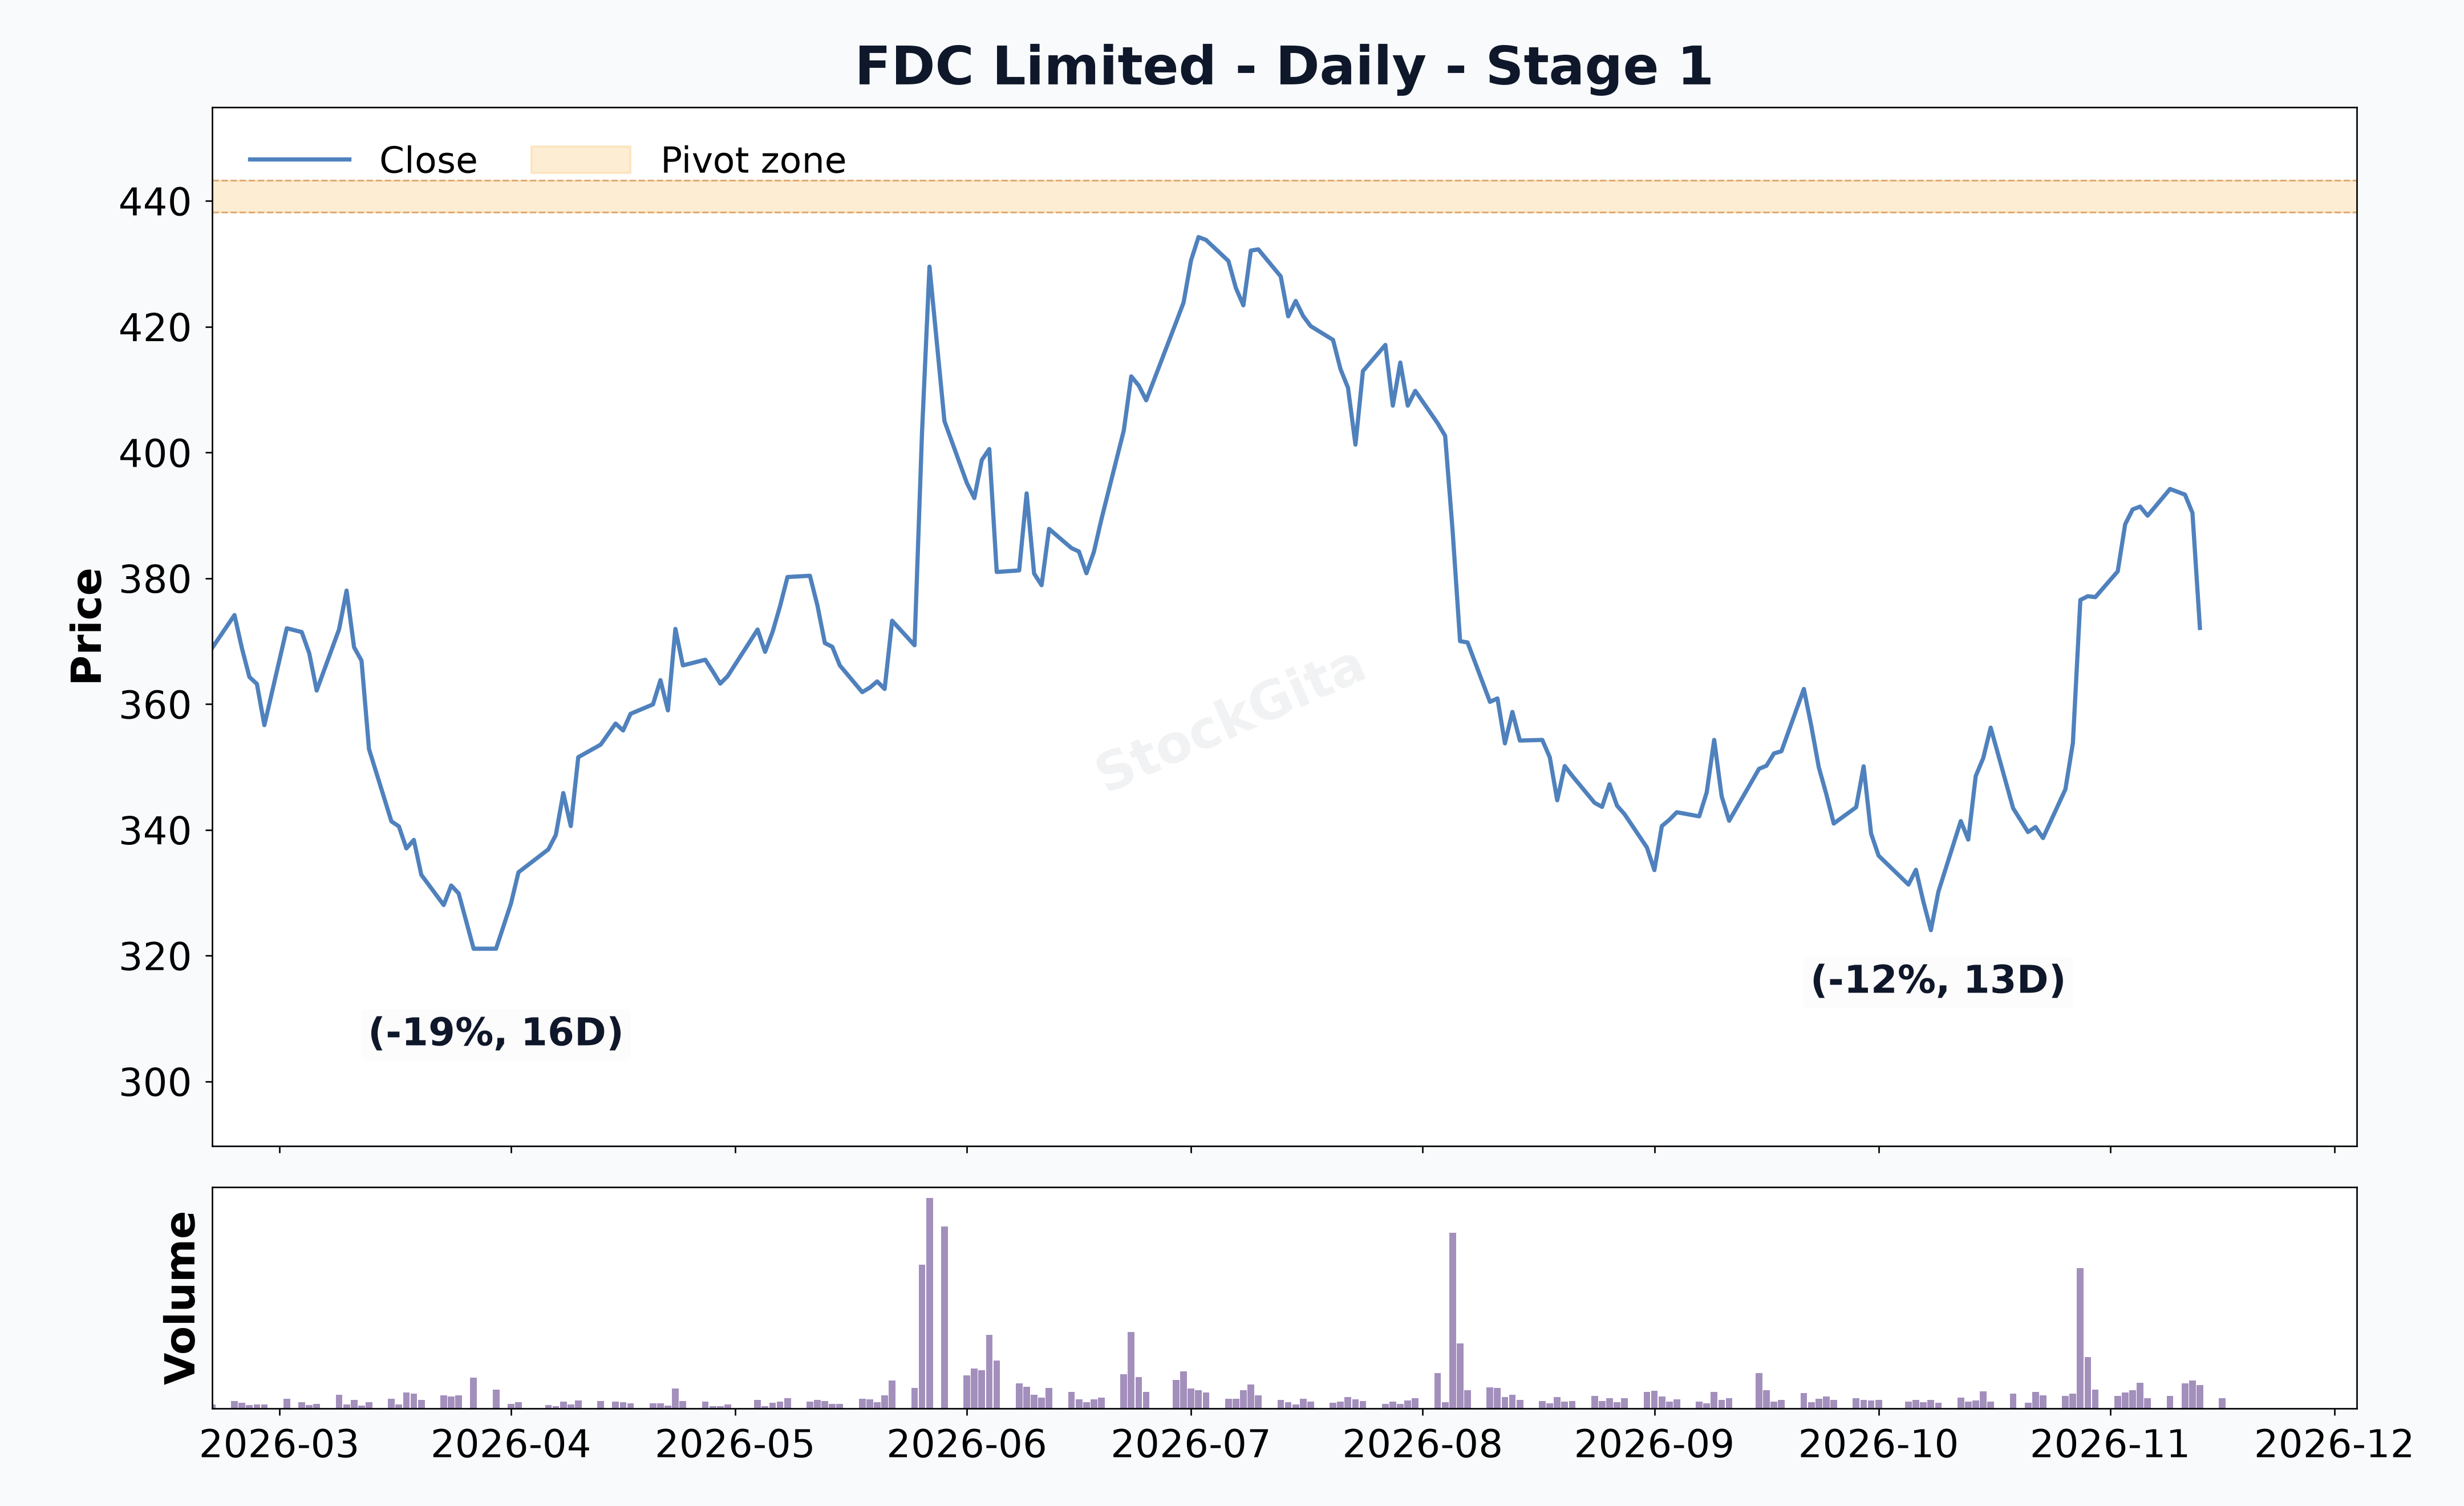 FDC Limited - Daily - Stage 1
Close
Pivot zone
440
420
400
380
360
340
320
300
Price
StockGita
(-19%, 16D)
(-12%, 13D)
Volume
2026-03
2026-04
2026-05
2026-06
2026-07
2026-08
2026-09
2026-10
2026-11
2026-12